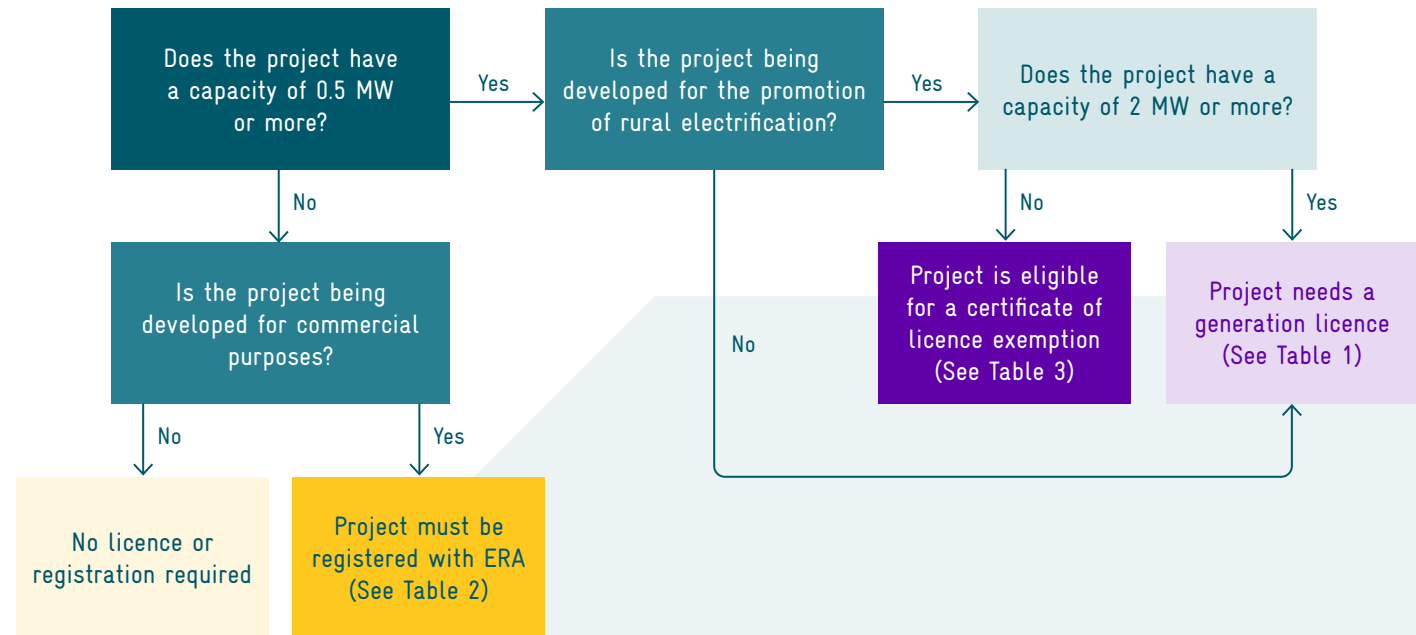 Does the project have
a capacity of 0.5 MW
or more?
Yes
Is the project being
developed for the promotion
of rural electrification?
Yes
Does the project have a
capacity of 2 MW or more?
No
No
Yes
Is the project being
developed for commercial
purposes?
No
Project is eligible
for a certificate of
licence exemption
(See Table 3)
Project needs a
generation licence
(See Table 1)
No
Yes
No licence or
registration required
Project must be
registered with ERA
(See Table 2)